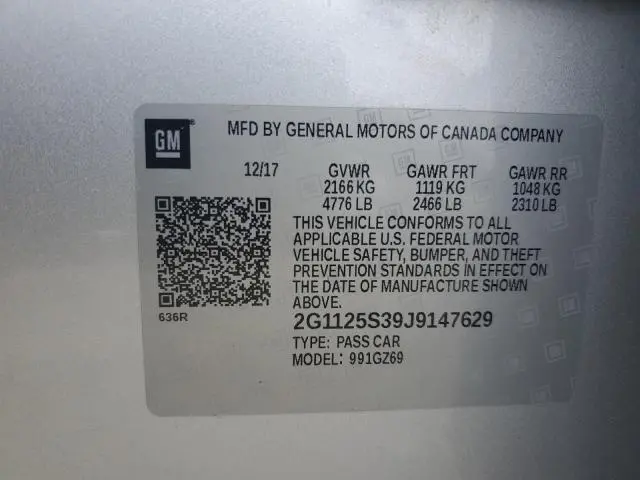 GM ®
MFD BY GENERAL MOTORS OF CANADA COMPANY
12/17 GVWR GAWR FRT GAWR RR
2166 KG 1119 KG 1048 KG
4776 LB 2466 LB 2310 LB
THIS VEHICLE CONFORMS TO ALL
APPLICABLE U.S. FEDERAL MOTOR
VEHICLE SAFETY, BUMPER, AND THEFT
PREVENTION STANDARDS IN EFFECT ON
THE DATE OF MANUFACTURE SHOWN
ABOVE.
636R
2G1125S39J9147629
TYPE: PASS CAR
MODEL: 991GZ69